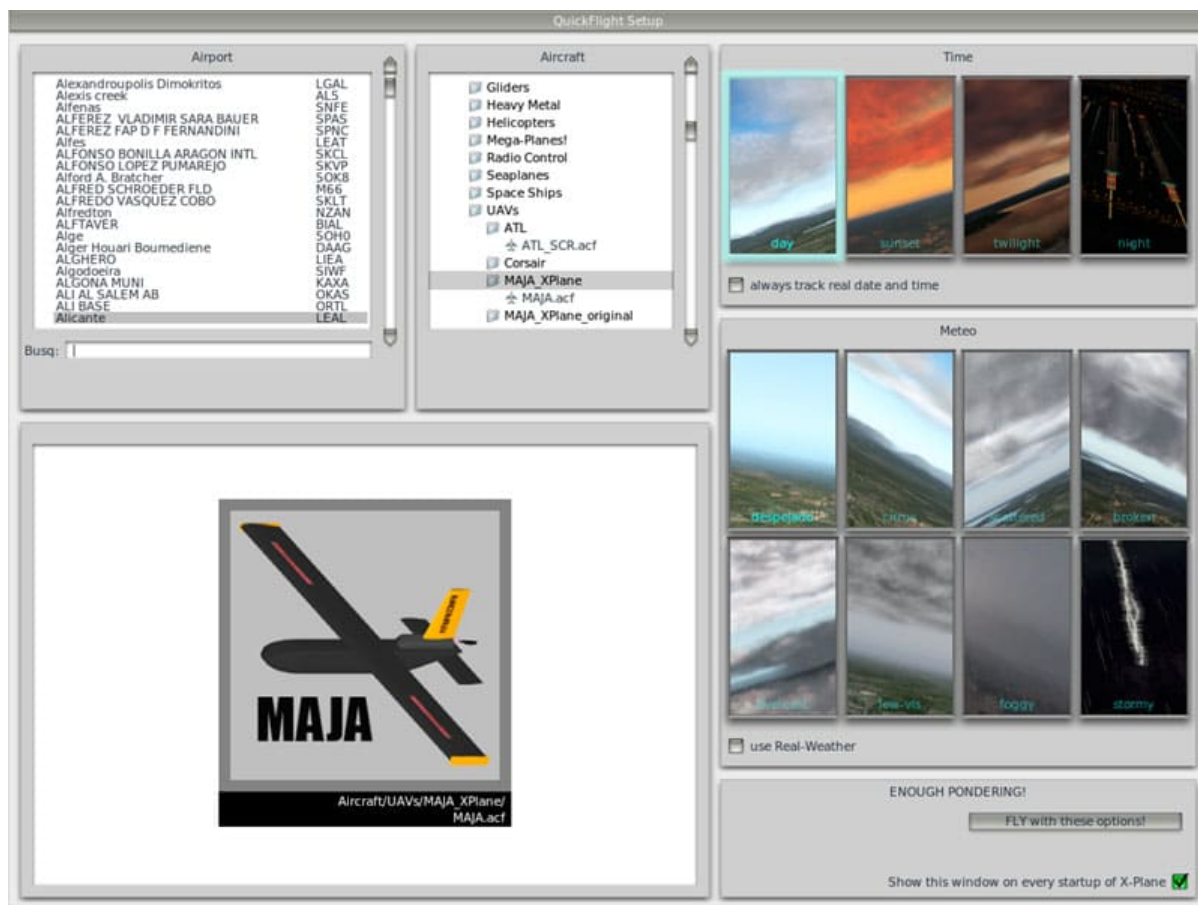 QuickFlight Setup
Airport
Alexandroupolis Dimokritos LGAL
Alexis creek AL5
Alfenas SNFE
ALFEREZ VLADIMIR SARA BAUER SPAS
ALFEREZ FAP D F FERNANDINI SPNC
Alfes LEAT
ALFONSO BONILLA ARAGON INTL SKCL
ALFONSO LOPEZ PUMAREJO SKVP
Alford A. Bratcher 5OK8
ALFRED SCHROEDER FLD M66
ALFREDO VASQUEZ COBO SKLT
Alfredton NZAN
ALFTAVER BIAL
Alge 5OH0
Alger Houari Boumediene DAAG
ALGHERO LIEA
Algodoeira SIWF
ALGONA MUNI KAXA
ALI AL SALEM AB OKAS
ALI BASE ORTL
Alicante LEAL
Busq:
Aircraft
Gliders
Heavy Metal
Helicopters
Mega-Planes!
Radio Control
Seaplanes
Space Ships
UAVs
ATL
ATL_SCR.acf
Corsair
MAJA_XPlane
MAJA.acf
MAJA_XPlane_original
Time
day sunset twilight night
always track real date and time
Meteo
despejado cirrus scattered broken
low-vis foggy stormy
use Real-Weather
MAJA
Aircraft/UAVs/MAJA_XPlane/
MAJA.acf
ENOUGH PONDERING!
FLY with these options!
Show this window on every startup of X-Plane